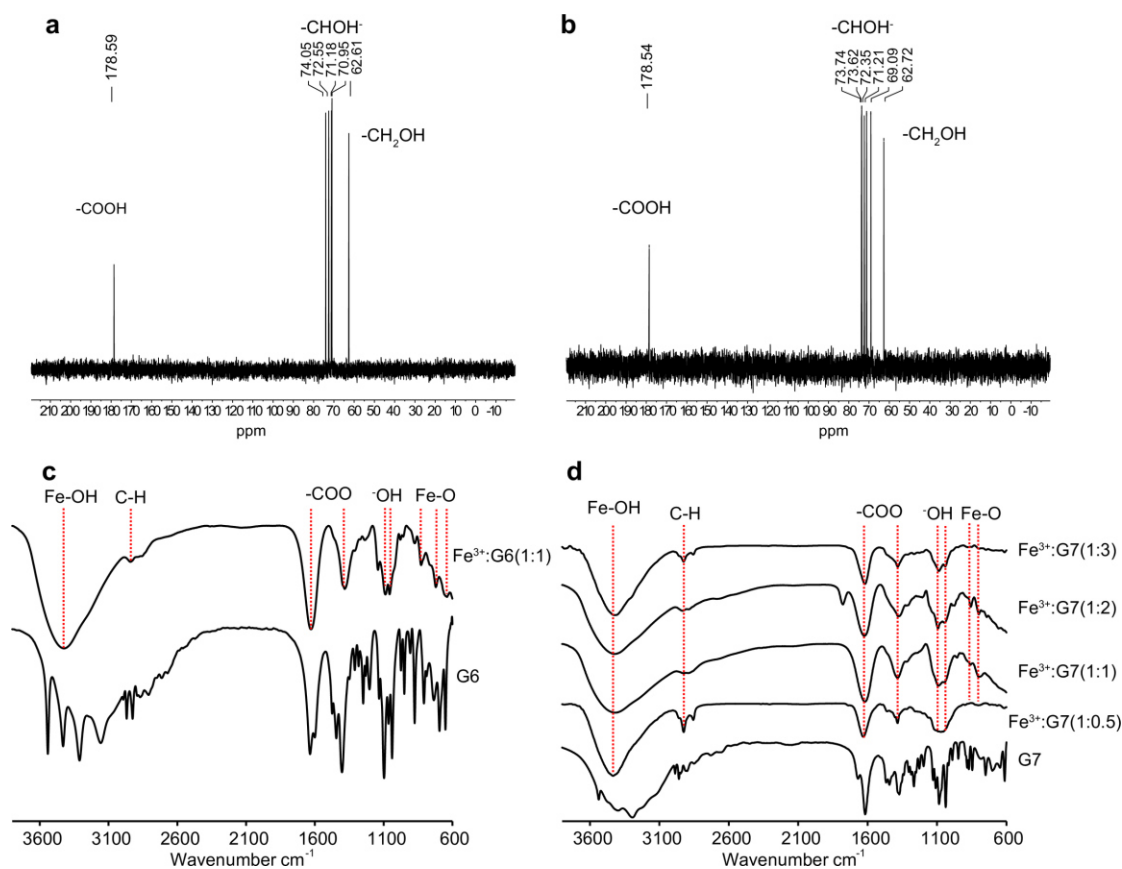 a
-CHOH-
178.59
74.05
72.55
71.18
70.95
62.61
-CH2OH
-COOH
210 200 190 180 170 160 150 140 130 120 110 100 90 80 70 60 50 40 30 20 10 0 -10
ppm
b
-CHOH-
178.54
73.74
73.62
72.35
71.21
69.09
62.72
-CH2OH
-COOH
210 200 190 180 170 160 150 140 130 120 110 100 90 80 70 60 50 40 30 20 10 0 -10
ppm
c
Fe-OH C-H -COO -OH Fe-O
Fe3+:G6(1:1)
G6
3600 3100 2600 2100 1600 1100 600
Wavenumber cm-1
d
Fe-OH C-H -COO -OH Fe-O
Fe3+:G7(1:3)
Fe3+:G7(1:2)
Fe3+:G7(1:1)
Fe3+:G7(1:0.5)
G7
3600 3100 2600 2100 1600 1100 600
Wavenumber cm-1